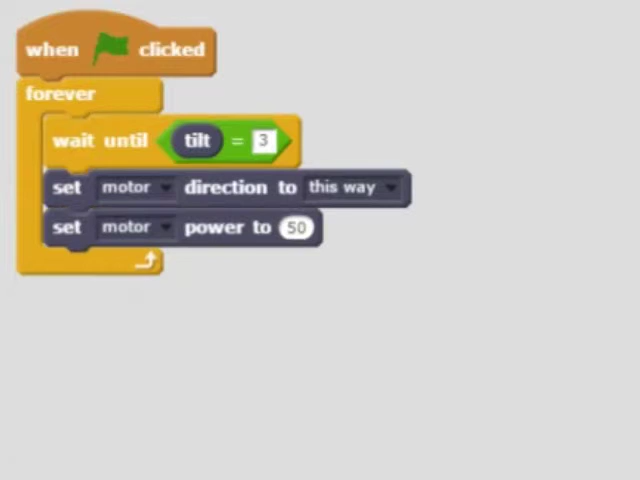 when clicked
forever
wait until tilt = 3
set motor direction to this way
set motor power to 50